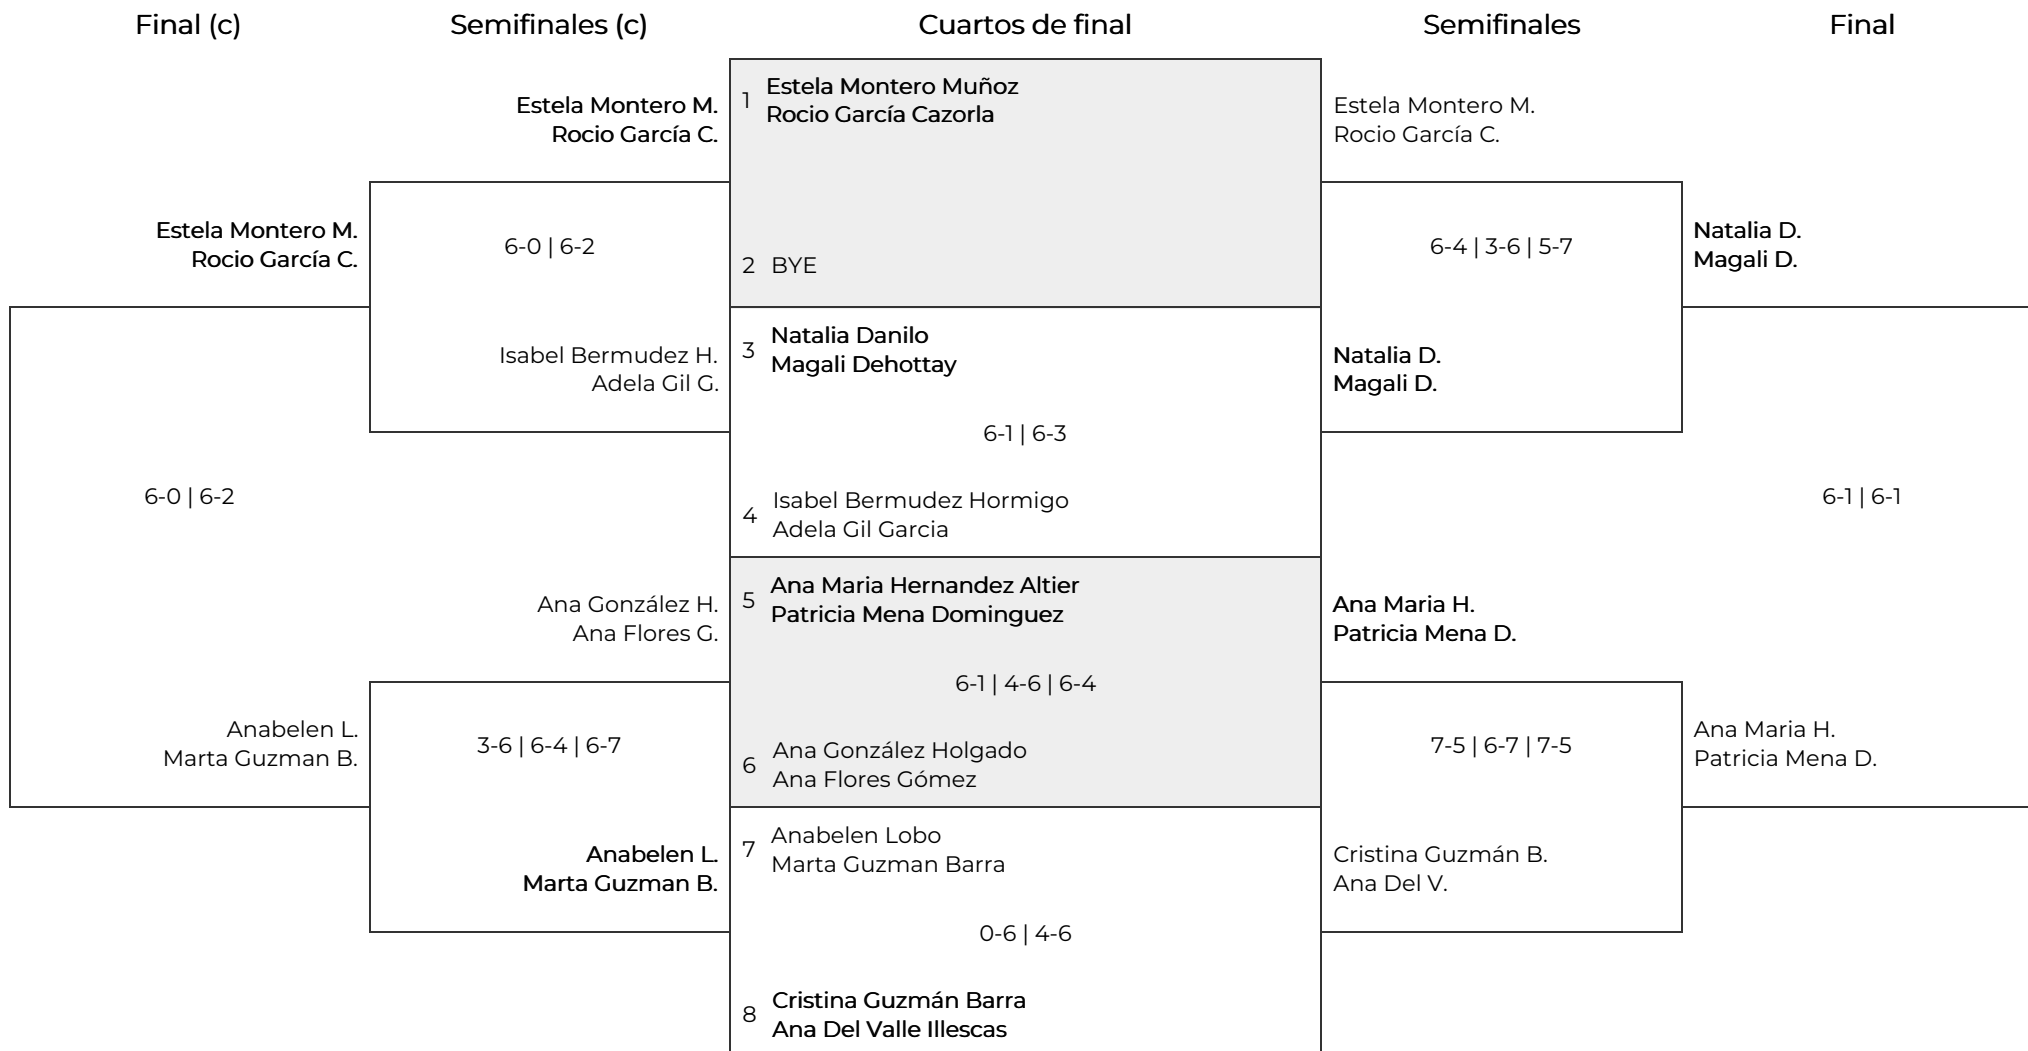 Final (c)
Semifinales (c)
Cuartos de final
Semifinales
Final
Estela Montero M.
Rocio García C.
6-0 | 6-2
Anabelen L.
Marta Guzman B.
Estela Montero M.
Rocio García C.
6-0 | 6-2
Isabel Bermudez H.
Adela Gil G.
Ana González H.
Ana Flores G.
3-6 | 6-4 | 6-7
Anabelen L.
Marta Guzman B.
1 Estela Montero Muñoz
Rocio García Cazorla
2 BYE
3 Natalia Danilo
Magali Dehottay
6-1 | 6-3
4 Isabel Bermudez Hormigo
Adela Gil Garcia
5 Ana Maria Hernandez Altier
Patricia Mena Dominguez
6-1 | 4-6 | 6-4
6 Ana González Holgado
Ana Flores Gómez
7 Anabelen Lobo
Marta Guzman Barra
0-6 | 4-6
8 Cristina Guzmán Barra
Ana Del Valle Illescas
Estela Montero M.
Rocio García C.
6-4 | 3-6 | 5-7
Natalia D.
Magali D.
Ana Maria H.
Patricia Mena D.
7-5 | 6-7 | 7-5
Cristina Guzmán B.
Ana Del V.
Natalia D.
Magali D.
6-1 | 6-1
Ana Maria H.
Patricia Mena D.